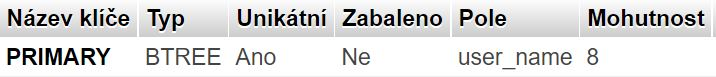 Název klíče Typ Unikátní Zabaleno Pole Mohutnost
PRIMARY BTREE Ano Ne user_name 8